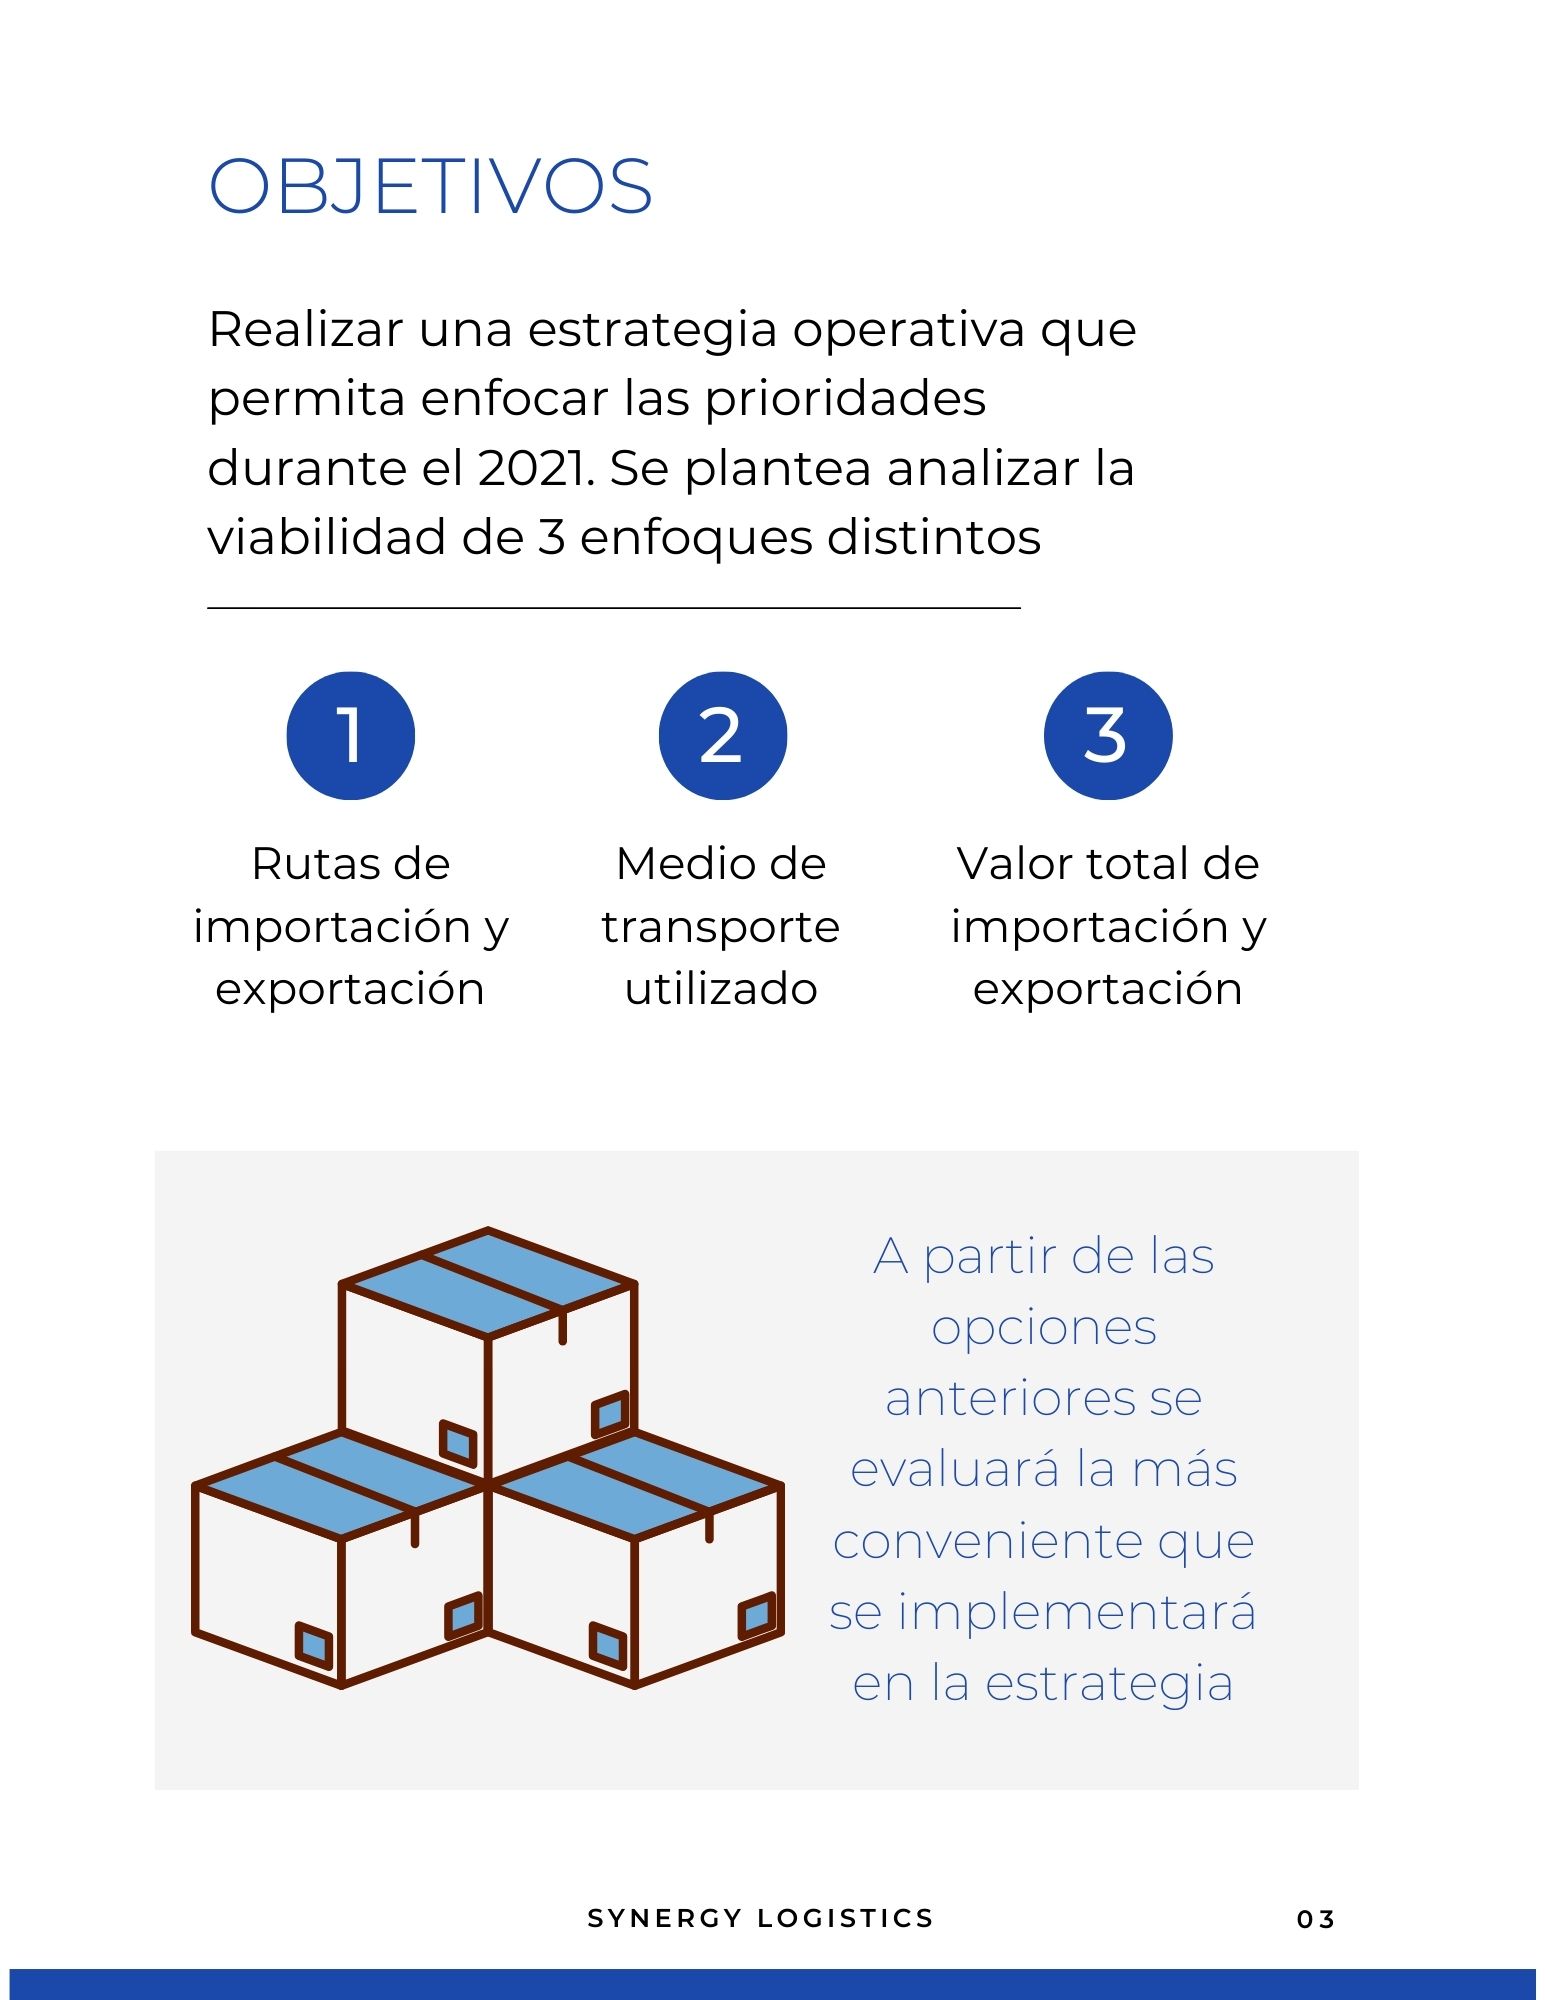 OBJETIVOS
Realizar una estrategia operativa que
permita enfocar las prioridades
durante el 2021. Se plantea analizar la
viabilidad de 3 enfoques distintos
1
Rutas de
importación y
exportación
2
Medio de
transporte
utilizado
3
Valor total de
importación y
exportación
A partir de las
opciones
anteriores se
evaluará la más
conveniente que
se implementará
en la estrategia
SYNERGY LOGISTICS
03